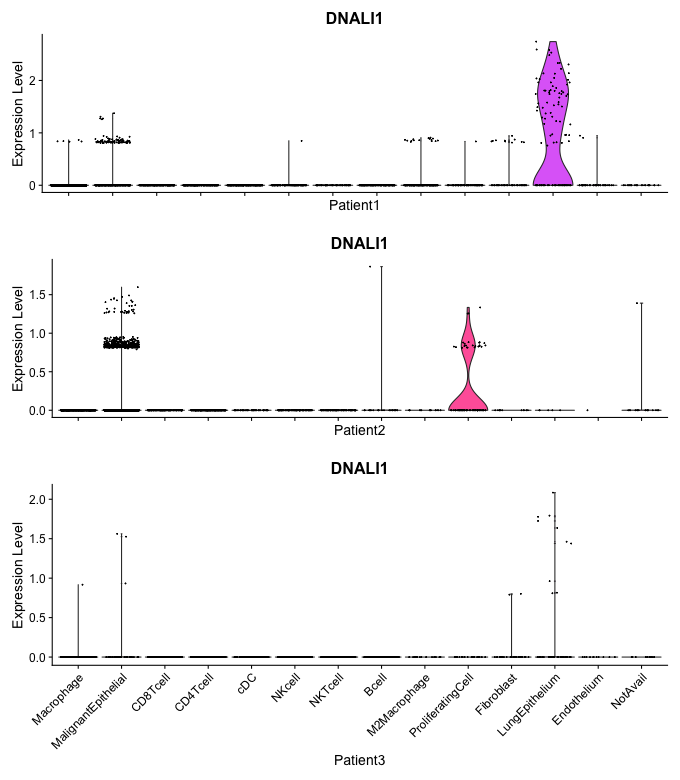 DNALI1
Expression Level
2
1
0
Patient1
DNALI1
Expression Level
1.5
1.0
0.5
0.0
Patient2
DNALI1
Expression Level
2.0
1.5
1.0
0.5
0.0
Macrophage
MalignantEpithelial
CD8Tcell
CD4Tcell
cDC
NKcell
NKTcell
Bcell
M2Macrophage
ProliferatingCell
Fibroblast
LungEpithelium
Endothelium
NotAvail
Patient3